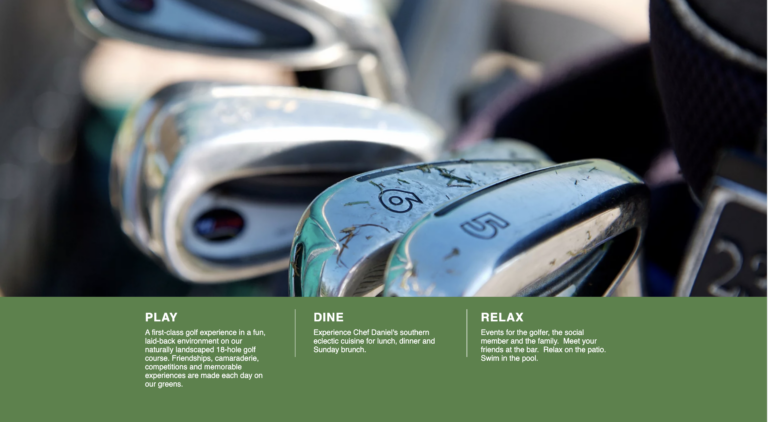 6
5
23
PLAY
A first-class golf experience in a fun,
laid-back environment on our
naturally landscaped 18-hole golf
course. Friendships, camaraderie,
competitions and memorable
experiences are made each day on
our greens.
DINE
Experience Chef Daniel's southern
eclectic cuisine for lunch, dinner and
Sunday brunch.
RELAX
Events for the golfer, the social
member and the family.  Meet your
friends at the bar.  Relax on the patio.
Swim in the pool.